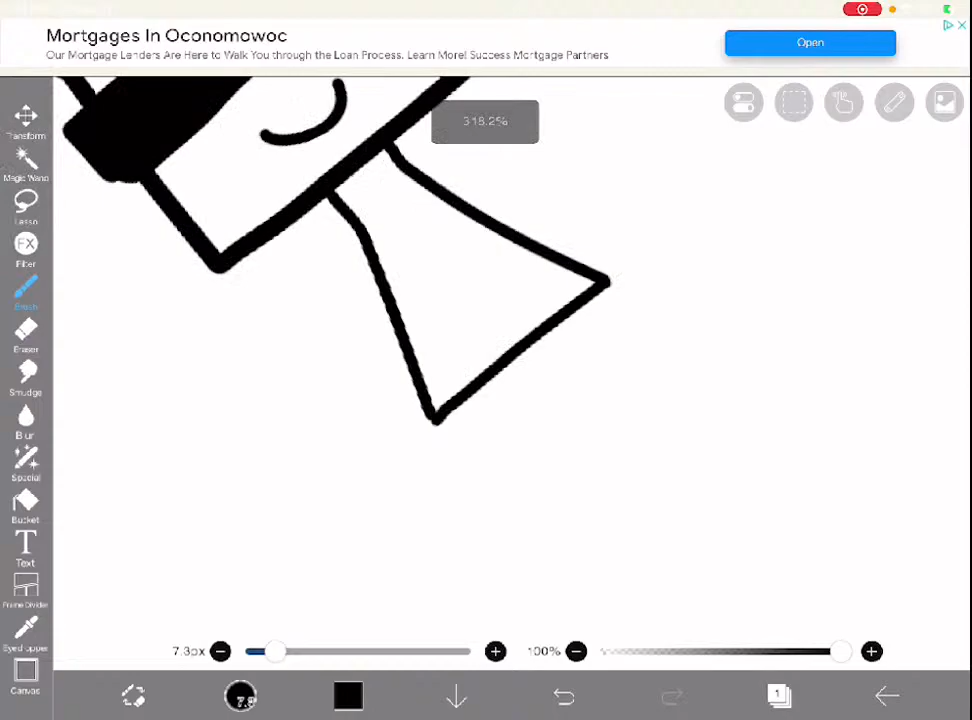 Mortgages In Oconomowoc
Our Mortgage Lenders Are Here to Walk You through the Loan Process. Learn More! Success Mortgage Partners
Open
318.2%
Transform
Magic Wand
Lasso
FX
Filter
Brush
Eraser
Smudge
Blur
Special
Bucket
T
Text
Frame Divider
Eyedropper
Canvas
7.3px
100%
1